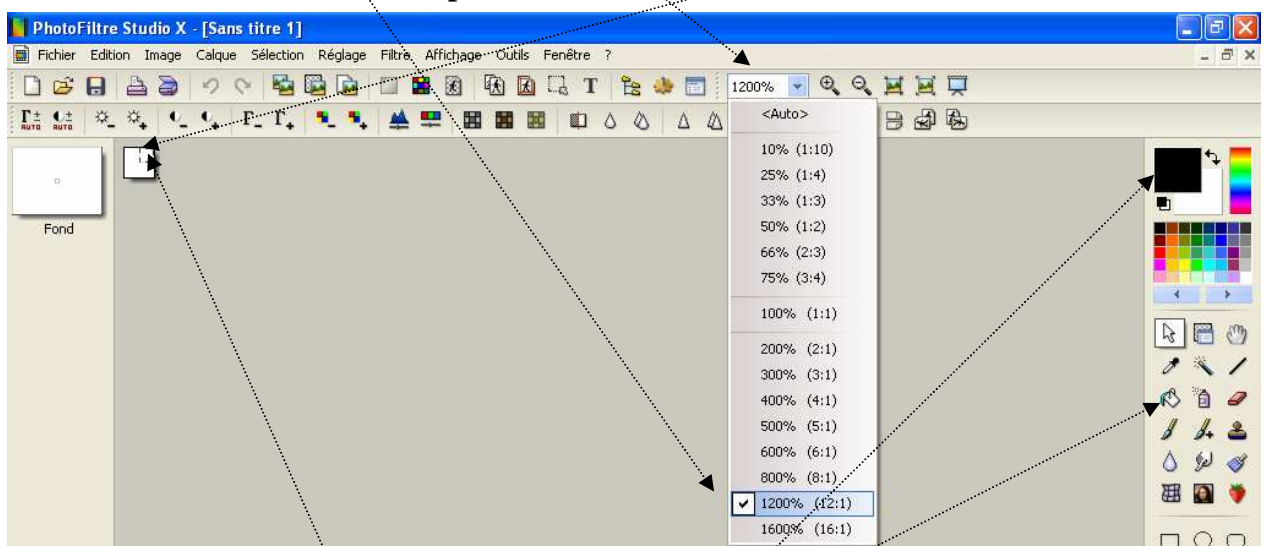 PhotoFiltre Studio X - [Sans titre 1]
Fichier Edition Image Calque Sélection Réglage Filtre Affichage Outils Fenêtre ?
T 1200%
AUTO AUTO
<Auto>
10% (1:10)
25% (1:4)
33% (1:3)
Fond
50% (1:2)
66% (2:3)
75% (3:4)
100% (1:1)
200% (2:1)
300% (3:1)
400% (4:1)
500% (5:1)
600% (6:1)
800% (8:1)
1200% (12:1)
1600% (16:1)